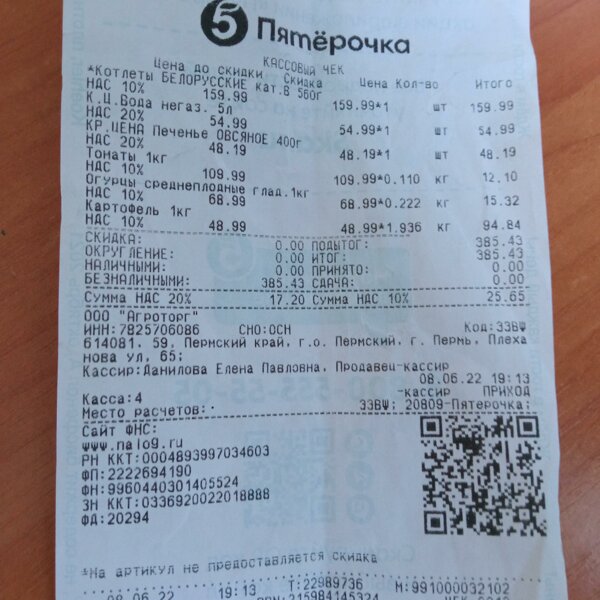 5 Пятёрочка
КАССОВЫЙ ЧЕК
Цена до скидки Скидка Цена Кол-во Итого
*Котлеты БЕЛОРУССКИЕ кат.В 560г
НДС 10% 159.99 159.99*1 шт 159.99
К.Ц.Вода негаз. 5л
НДС 20% 54.99 54.99*1 шт 54.99
КР.ЦЕНА Печенье ОВСЯНОЕ 400г
НДС 20% 48.19 48.19*1 шт 48.19
Томаты 1кг
НДС 10% 109.99 109.99*0.110 кг 12.10
Огурцы среднеплодные глад.1кг
НДС 10% 68.99 68.99*0.222 кг 15.32
Картофель 1кг
НДС 10% 48.99 48.99*1.936 кг 94.84
СКИДКА: 0.00 ПОДЫТОГ: 385.43
ОКРУГЛЕНИЕ: 0.00 ИТОГ: 385.43
НАЛИЧНЫМИ: 0.00 ПРИНЯТО: 0.00
БЕЗНАЛИЧНЫМИ: 385.43 СДАЧА: 0.00
Сумма НДС 20% 17.20 Сумма НДС 10% 25.65
ООО "Агроторг"
ИНН:7825706086 СНО:ОСН Код:33ВШ
614081, 59, Пермский край, г.о. Пермский, г. Пермь, Плеха
нова ул, 65;
Кассир:Данилова Елена Павловна, Продавец-кассир
08.06.22 19:13
Касса:4 -кассир ПРИХОД
Место расчетов: 33ВШ; 20809-Пятерочка;
Сайт ФНС:
www.nalog.ru
РН ККТ:0004893997034603
ФП:2222694190
ФН:9960440301405524
ЗН ККТ:0336920022018888
ФД:20294
*На артикул не предоставляется скидка
08.06.22 19:13 Т:22989736 М:991000032102